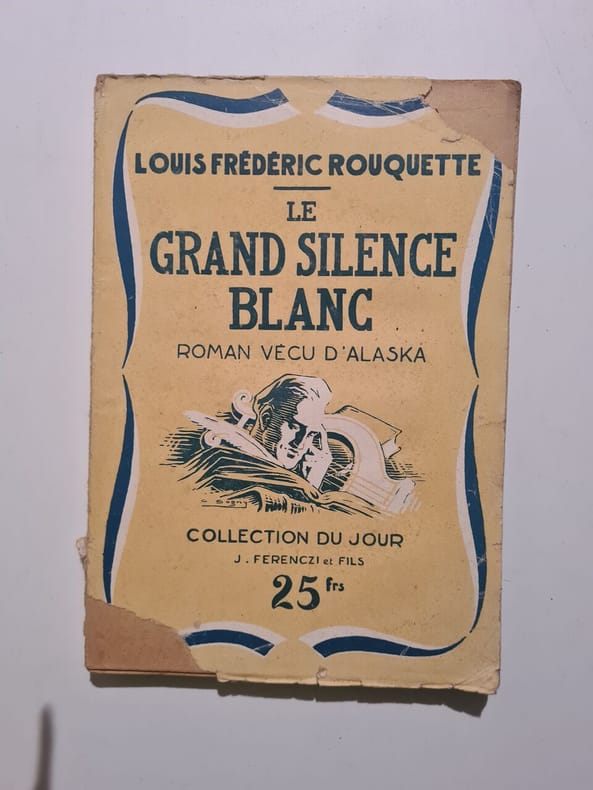 LOUIS FRÉDÉRIC ROUQUETTE
LE
GRAND SILENCE
BLANC
ROMAN VÉCU D'ALASKA
COLLECTION DU JOUR
J. FERENCZI et FILS
25 frs